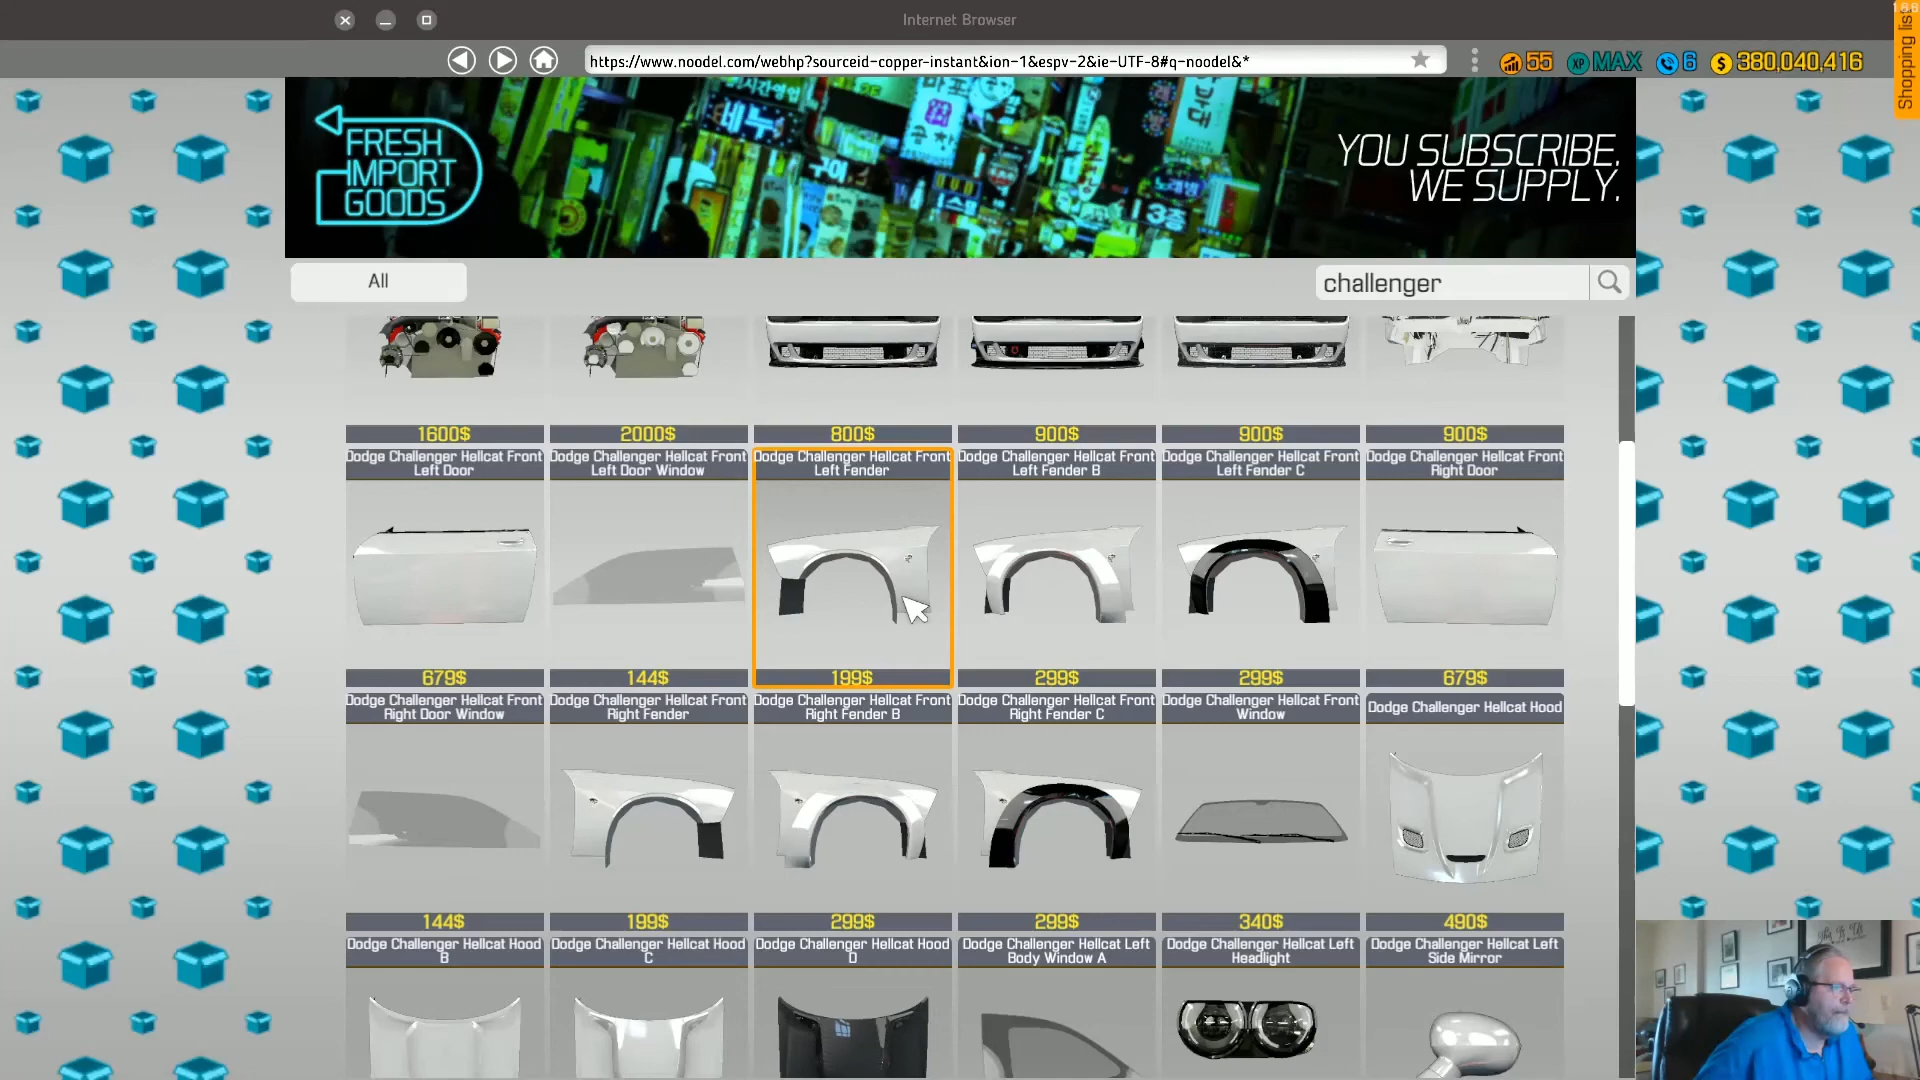 Internet Browser
1.6.6
Shopping list
https://www.noodel.com/webhp?sourceid-copper-instant&ion-1&espv-2&ie-UTF-8#q-noodel&*
55
XP MAX
6
$ 380,040,416
FRESH
IMPORT
GOODS
YOU SUBSCRIBE.
WE SUPPLY.
All
challenger
1600$
2000$
800$
900$
900$
900$
Dodge Challenger Hellcat Front
Left Door
Dodge Challenger Hellcat Front
Left Door Window
Dodge Challenger Hellcat Front
Left Fender
Dodge Challenger Hellcat Front
Left Fender B
Dodge Challenger Hellcat Front
Left Fender C
Dodge Challenger Hellcat Front
Right Door
679$
144$
199$
299$
299$
679$
Dodge Challenger Hellcat Front
Right Door Window
Dodge Challenger Hellcat Front
Right Fender
Dodge Challenger Hellcat Front
Right Fender B
Dodge Challenger Hellcat Front
Right Fender C
Dodge Challenger Hellcat Front
Window
Dodge Challenger Hellcat Hood
144$
199$
299$
299$
340$
490$
Dodge Challenger Hellcat Hood
B
Dodge Challenger Hellcat Hood
C
Dodge Challenger Hellcat Hood
D
Dodge Challenger Hellcat Left
Body Window A
Dodge Challenger Hellcat Left
Headlight
Dodge Challenger Hellcat Left
Side Mirror